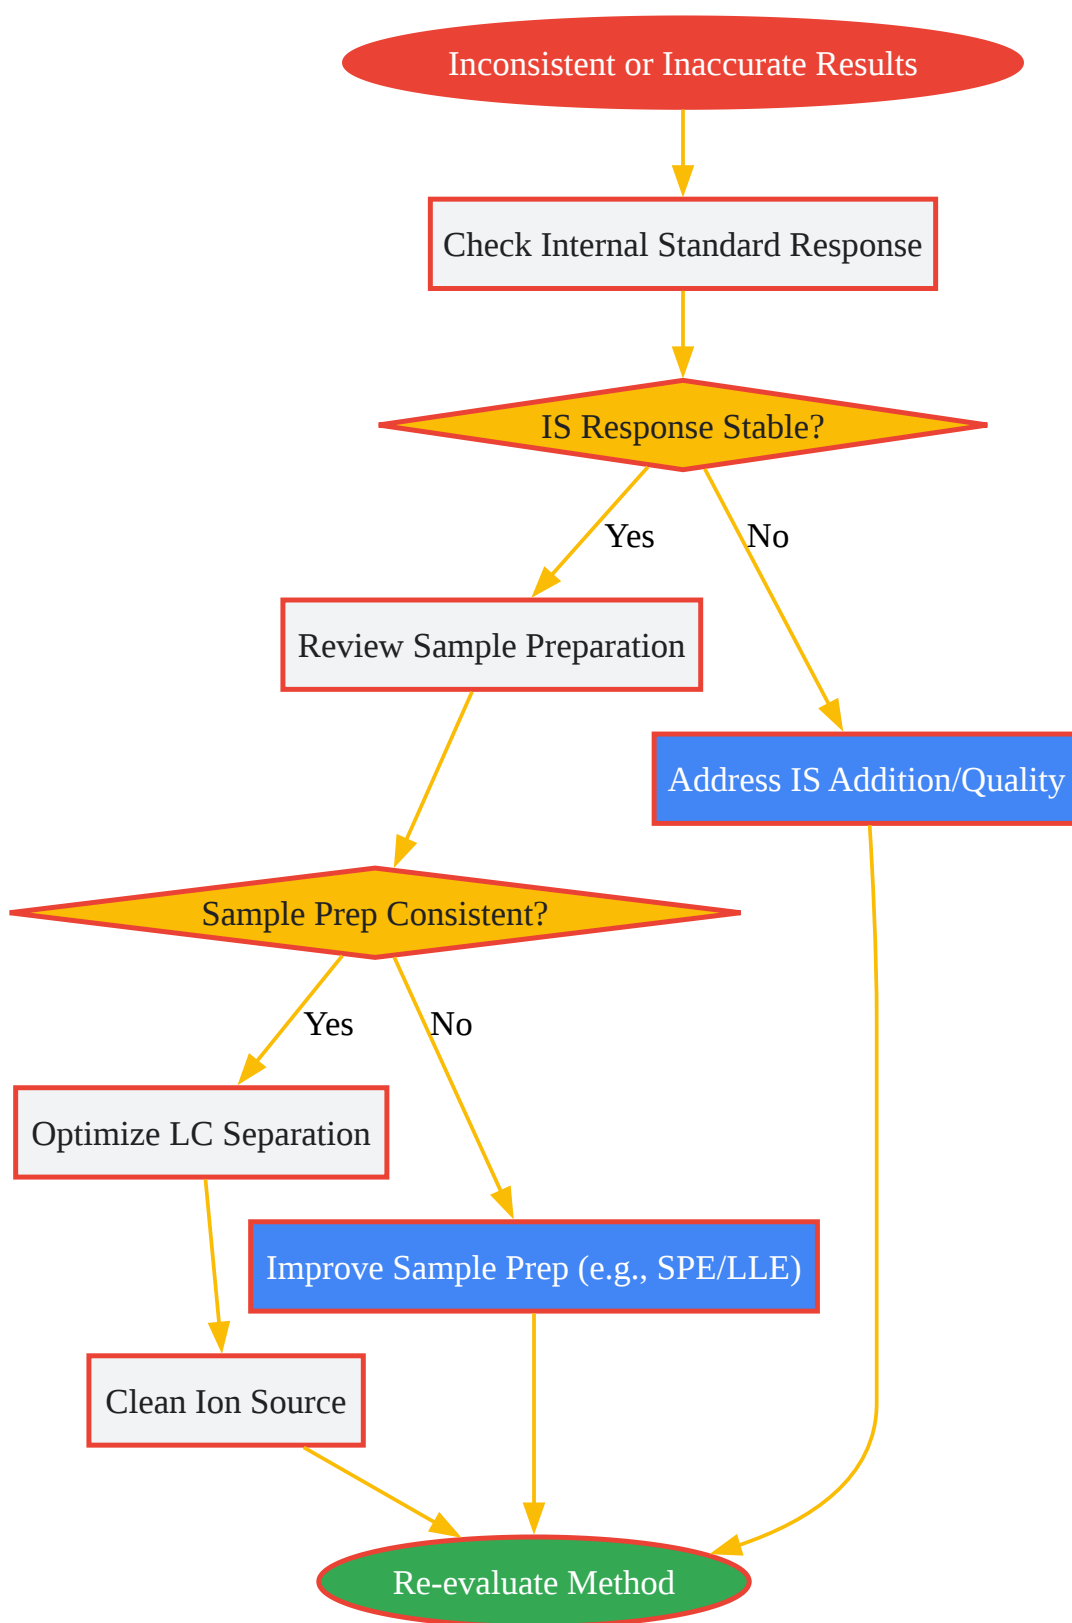 Inconsistent or Inaccurate Results
Check Internal Standard Response
IS Response Stable?
Yes
No
Review Sample Preparation
Address IS Addition/Quality
Sample Prep Consistent?
Yes
No
Optimize LC Separation
Improve Sample Prep (e.g., SPE/LLE)
Clean Ion Source
Re-evaluate Method